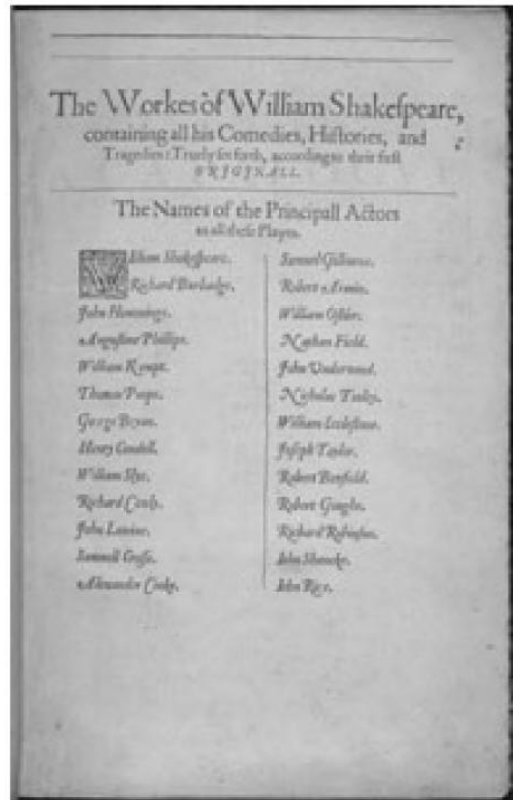 The Workes of William Shakeſpeare,
containing all his Comedies, Hiſtories, and
Tragedies: Truely ſet forth, according to their firſt
ORIGINALL.
The Names of the Principall Actors
in all theſe Playes.
William Shakeſpeare.
Richard Burbadge.
John Hemmings.
Auguſtine Phillips.
William Kempt.
Thomas Poope.
George Bryan.
Henry Condell.
William Slye.
Richard Cowly.
John Lowine.
Samuell Croſſe.
Alexander Cooke.
Samuel Gilburne.
Robert Armin.
William Oſtler.
Nathan Field.
John Underwood.
Nicholas Tooley.
William Eccleſtone.
Joſeph Taylor.
Robert Benfield.
Robert Goughe.
Richard Robinſon.
John Shancke.
John Rice.